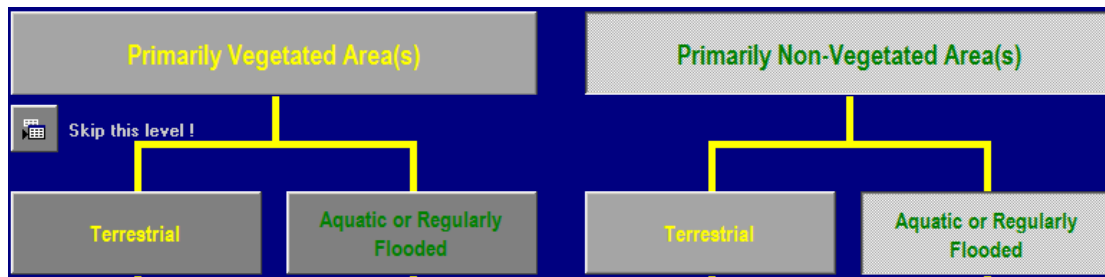 Primarily Vegetated Area(s)
Primarily Non-Vegetated Area(s)
Skip this level !
Terrestrial
Aquatic or Regularly
Flooded
Terrestrial
Aquatic or Regularly
Flooded